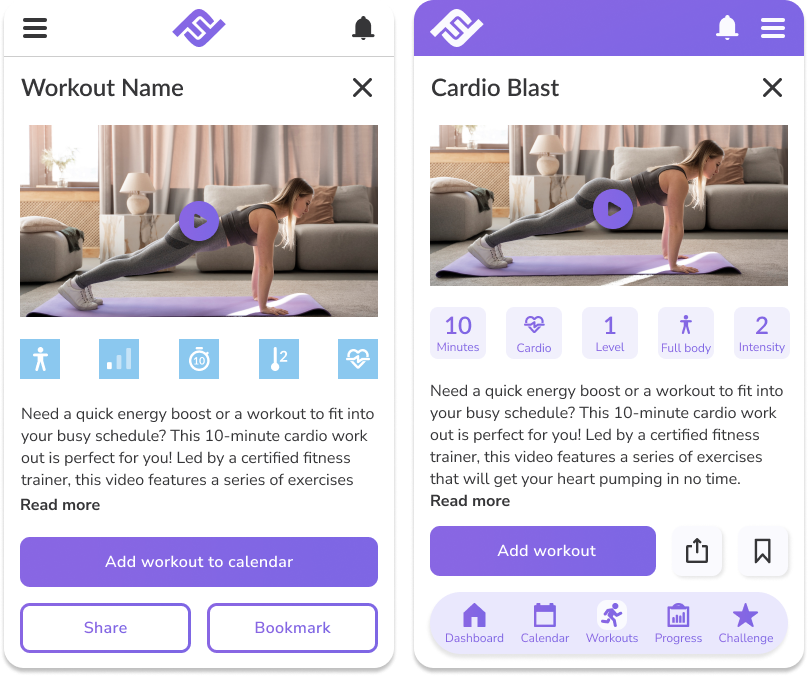 Workout Name
10
2
Need a quick energy boost or a workout to fit into
your busy schedule? This 10-minute cardio work
out is perfect for you! Led by a certified fitness
trainer, this video features a series of exercises
Read more
Add workout to calendar
Share
Bookmark
Cardio Blast
10
Minutes
Cardio
1
Level
Full body
2
Intensity
Need a quick energy boost or a workout to fit into
your busy schedule? This 10-minute cardio work
out is perfect for you! Led by a certified fitness
trainer, this video features a series of exercises
that will get your heart pumping in no time.
Read more
Add workout
Dashboard
Calendar
Workouts
Progress
Challenge